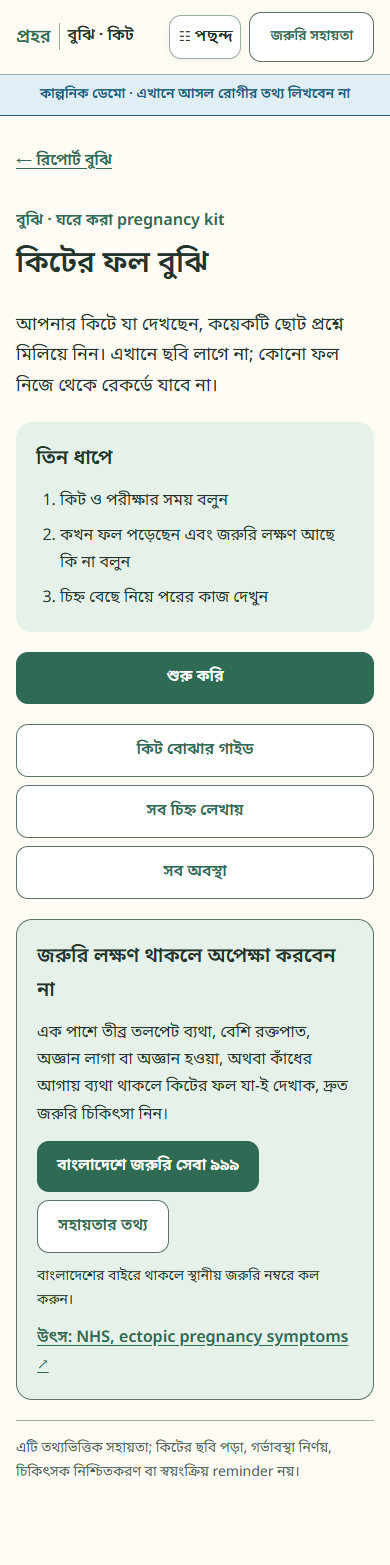 প্রহর | বুঝি · কিট
☷ পছন্দ
জরুরি সহায়তা
কাল্পনিক ডেমো · এখানে আসল রোগীর তথ্য লিখবেন না
← রিপোর্ট বুঝি
বুঝি · ঘরে করা pregnancy kit
কিটের ফল বুঝি
আপনার কিটে যা দেখছেন, কয়েকটি ছোট প্রশ্নে
মিলিয়ে নিন। এখানে ছবি লাগে না; কোনো ফল
নিজে থেকে রেকর্ডে যাবে না।
তিন ধাপে
1. কিট ও পরীক্ষার সময় বলুন
2. কখন ফল পড়েছেন এবং জরুরি লক্ষণ আছে
কি না বলুন
3. চিহ্ন বেছে নিয়ে পরের কাজ দেখুন
শুরু করি
কিট বোঝার গাইড
সব চিহ্ন লেখায়
সব অবস্থা
জরুরি লক্ষণ থাকলে অপেক্ষা করবেন
না
এক পাশে তীব্র তলপেট ব্যথা, বেশি রক্তপাত,
অজ্ঞান লাগা বা অজ্ঞান হওয়া, অথবা কাঁধের
আগায় ব্যথা থাকলে কিটের ফল যা-ই দেখাক, দ্রুত
জরুরি চিকিৎসা নিন।
বাংলাদেশে জরুরি সেবা ৯৯৯
সহায়তার তথ্য
বাংলাদেশের বাইরে থাকলে স্থানীয় জরুরি নম্বরে কল
করুন।
উৎস: NHS, ectopic pregnancy symptoms
↗
এটি তথ্যভিত্তিক সহায়তা; কিটের ছবি পড়া, গর্ভাবস্থা নির্ণয়,
চিকিৎসক নিশ্চিতকরণ বা স্বয়ংক্রিয় reminder নয়।